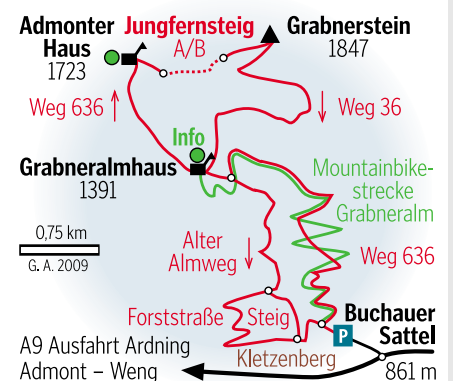 Admonter
Haus
1723
Jungfernsteig
A/B
Grabnerstein
1847
Weg 636
Weg 36
Info
Grabneralmhaus
1391
Mountainbike-
strecke
Grabneralm
0,75 km
G. A. 2009
Alter
Almweg
Weg 636
Forststraße
Steig
Buchauer
Sattel
P
Kletzenberg
861 m
A9 Ausfahrt Ardning
Admont – Weng